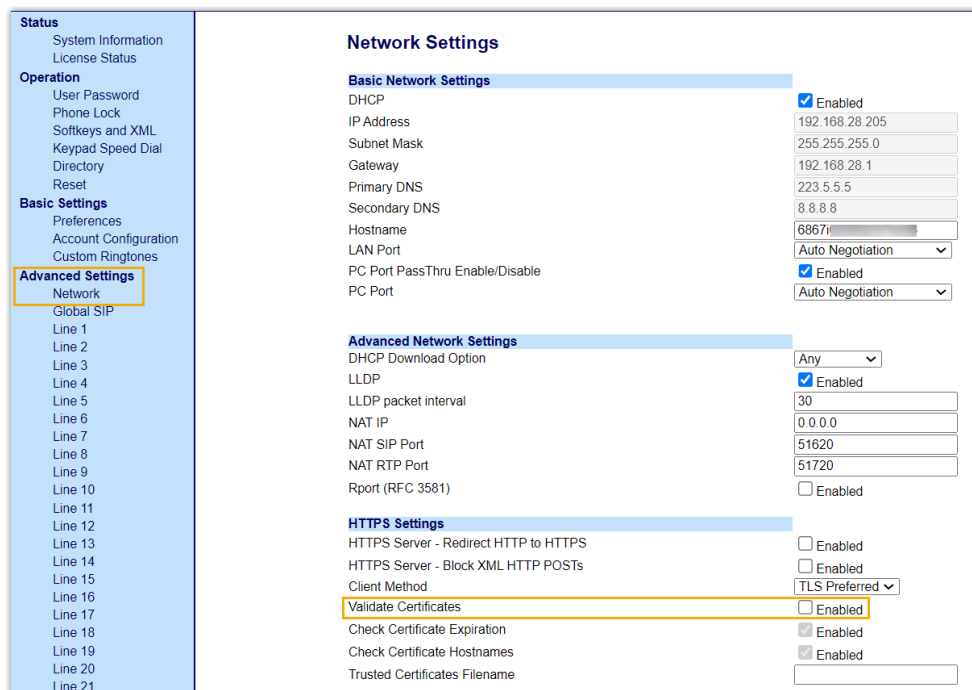 Status
System Information
License Status
Operation
User Password
Phone Lock
Softkeys and XML
Keypad Speed Dial
Directory
Reset
Basic Settings
Preferences
Account Configuration
Custom Ringtones
Advanced Settings
Network
Global SIP
Line 1
Line 2
Line 3
Line 4
Line 5
Line 6
Line 7
Line 8
Line 9
Line 10
Line 11
Line 12
Line 13
Line 14
Line 15
Line 16
Line 17
Line 18
Line 19
Line 20
Line 21
Network Settings
Basic Network Settings
DHCP Enabled
IP Address 192.168.28.205
Subnet Mask 255.255.255.0
Gateway 192.168.28.1
Primary DNS 223.5.5.5
Secondary DNS 8.8.8.8
Hostname 6867i
LAN Port Auto Negotiation
PC Port PassThru Enable/Disable Enabled
PC Port Auto Negotiation
Advanced Network Settings
DHCP Download Option Any
LLDP Enabled
LLDP packet interval 30
NAT IP 0.0.0.0
NAT SIP Port 51620
NAT RTP Port 51720
Rport (RFC 3581) Enabled
HTTPS Settings
HTTPS Server - Redirect HTTP to HTTPS Enabled
HTTPS Server - Block XML HTTP POSTs Enabled
Client Method TLS Preferred
Validate Certificates Enabled
Check Certificate Expiration Enabled
Check Certificate Hostnames Enabled
Trusted Certificates Filename